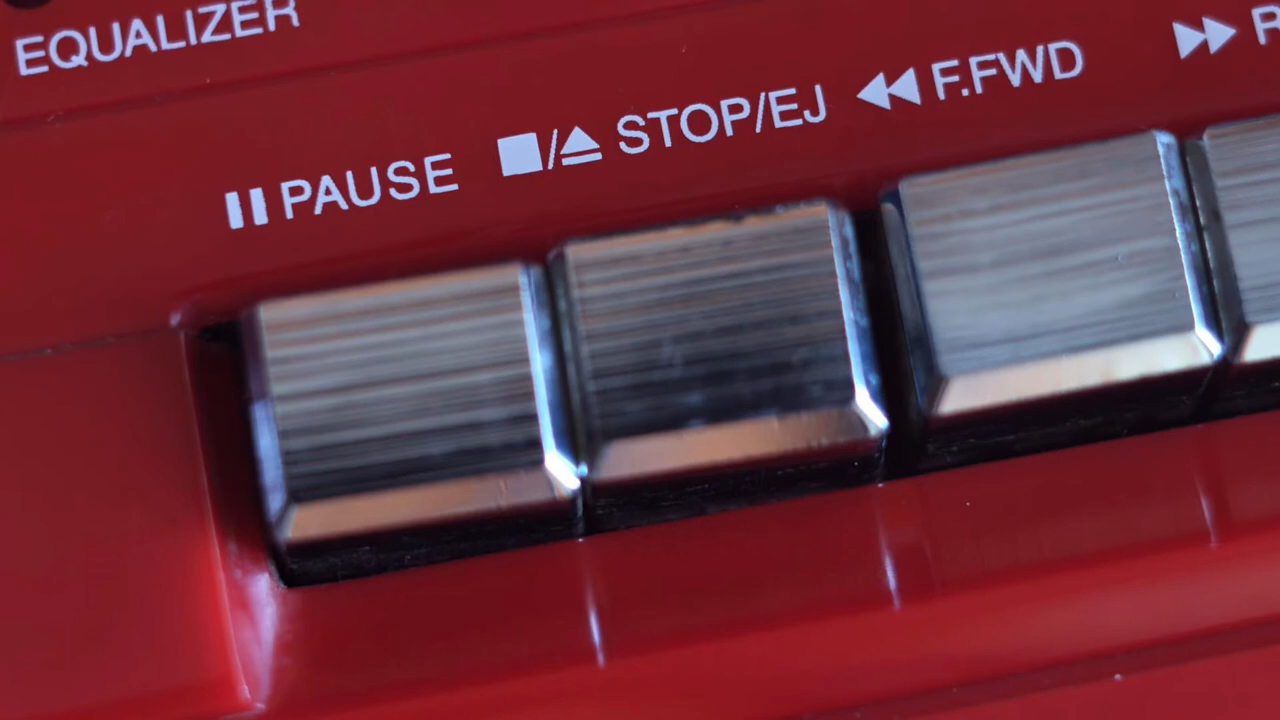 EQUALIZER
⏸ PAUSE ⏹/⏏ STOP/EJ ⏪ F.FWD ⏩